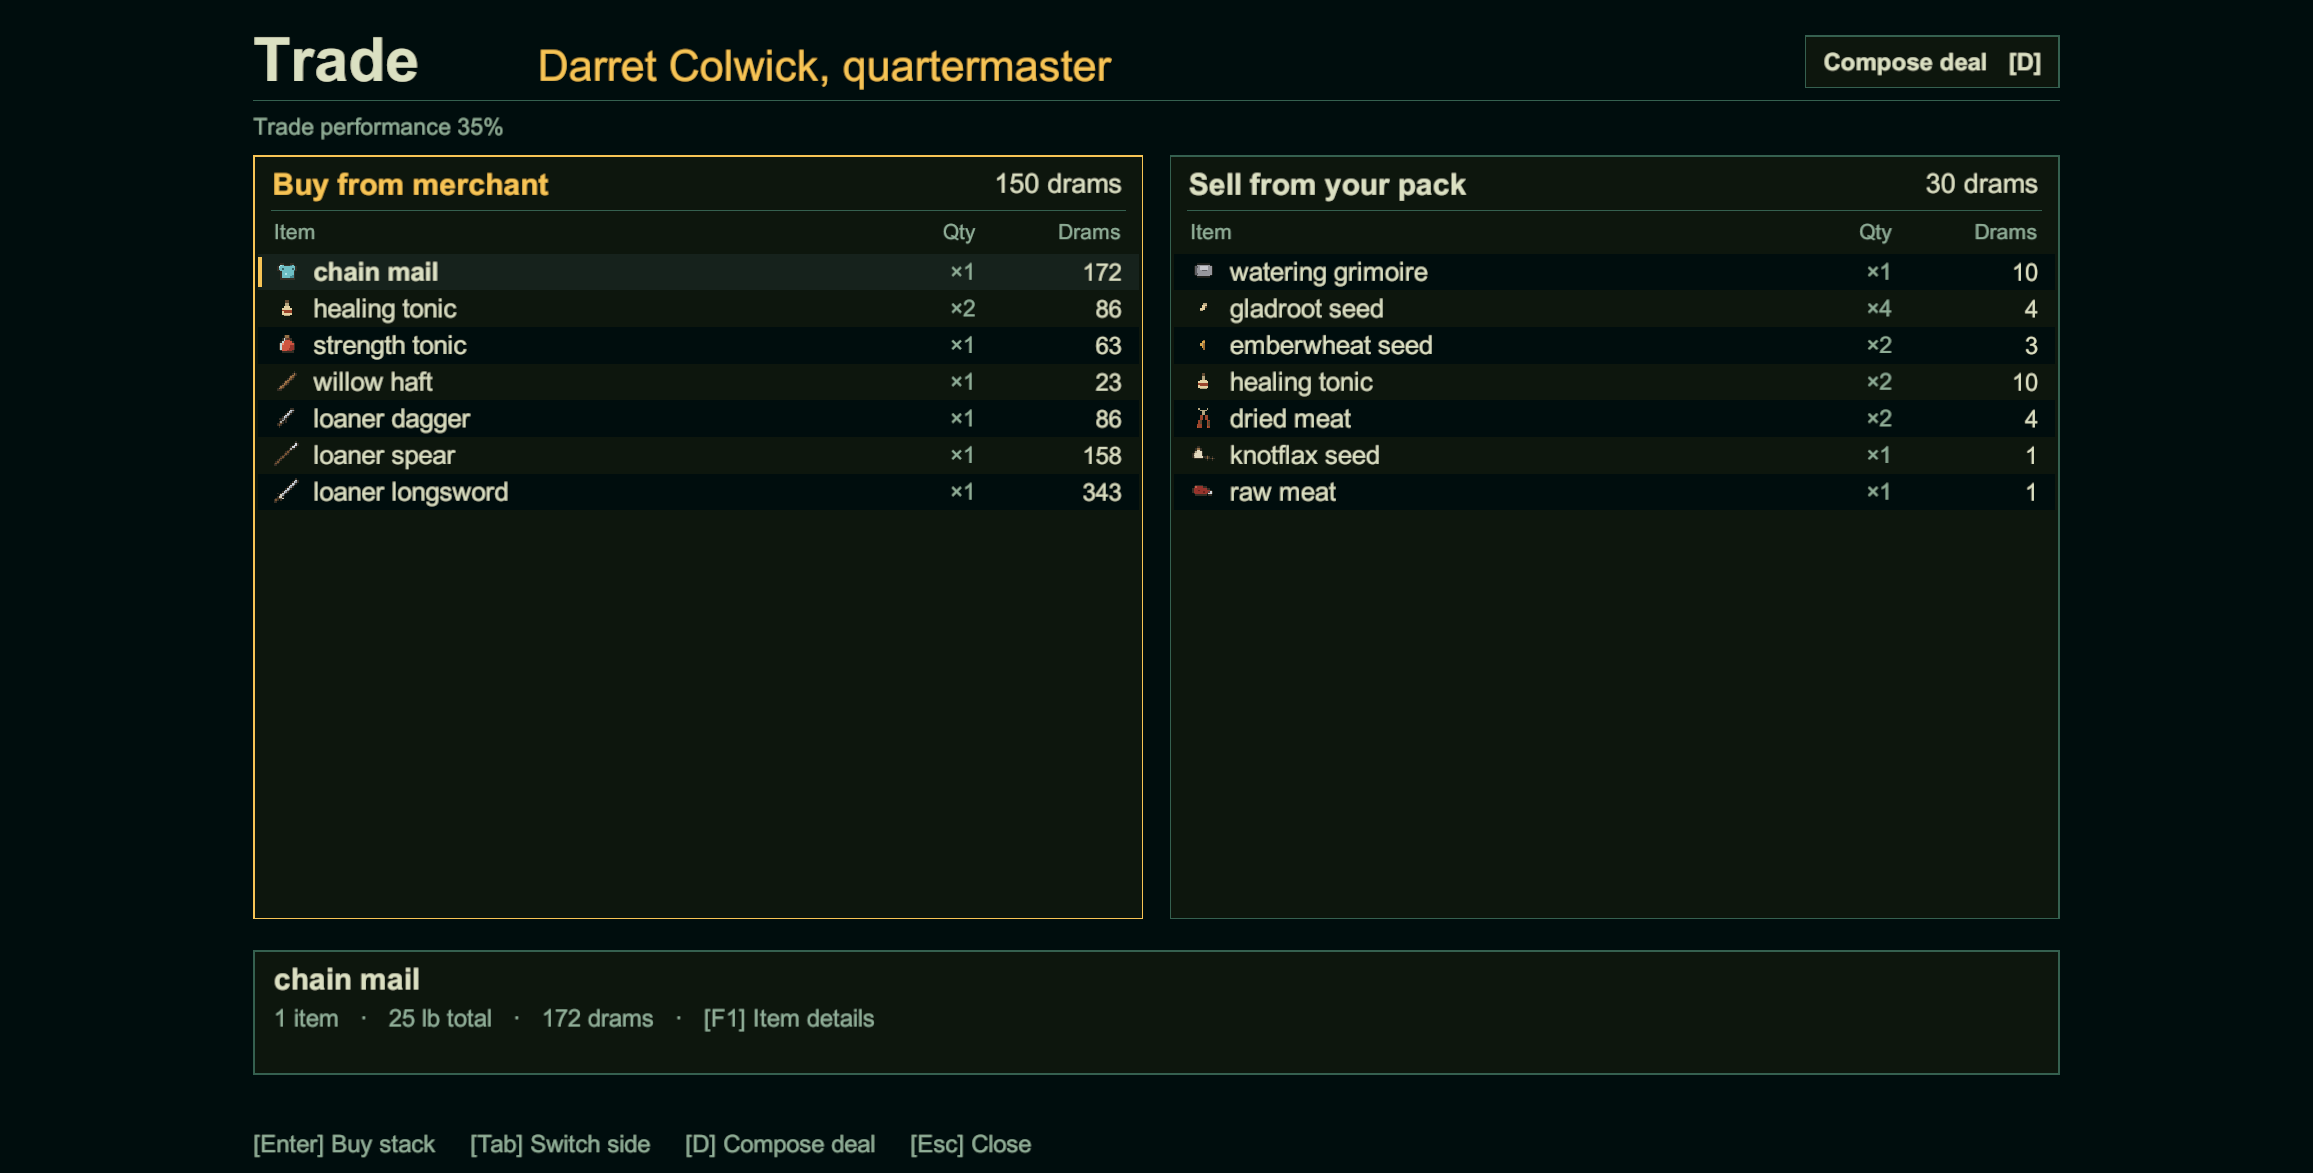 Trade Darret Colwick, quartermaster Compose deal [D]
Trade performance 35%
Buy from merchant 150 drams
Item Qty Drams
chain mail ×1 172
healing tonic ×2 86
strength tonic ×1 63
willow haft ×1 23
loaner dagger ×1 86
loaner spear ×1 158
loaner longsword ×1 343
Sell from your pack 30 drams
Item Qty Drams
watering grimoire ×1 10
gladroot seed ×4 4
emberwheat seed ×2 3
healing tonic ×2 10
dried meat ×2 4
knotflax seed ×1 1
raw meat ×1 1
chain mail
1 item · 25 lb total · 172 drams · [F1] Item details
[Enter] Buy stack [Tab] Switch side [D] Compose deal [Esc] Close